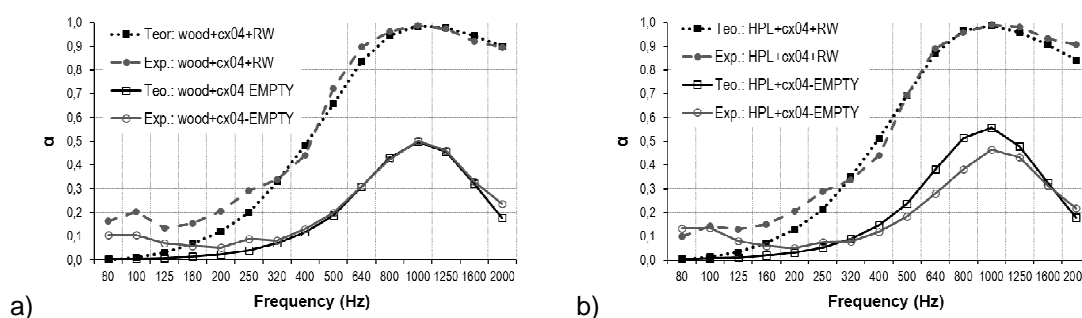 1,0
0,9
0,8
0,7
0,6
0,5
0,4
0,3
0,2
0,1
0,0
α
Teor: wood+cx04+RW
Exp.: wood+cx04+RW
Teo.: wood+cx04-EMPTY
Exp.: wood+cx04-EMPTY
80 100 125 160 200 250 320 400 500 640 800 1000 1250 1600 2000
Frequency (Hz)
a)
1,0
0,9
0,8
0,7
0,6
0,5
0,4
0,3
0,2
0,1
0,0
α
Teo.: HPL+cx04+RW
Exp.: HPL+cx04+RW
Teo.: HPL+cx04-EMPTY
Exp.: HPL+cx04-EMPTY
80 100 125 160 200 250 320 400 500 640 800 1000 1250 1600 200
Frequency (Hz)
b)